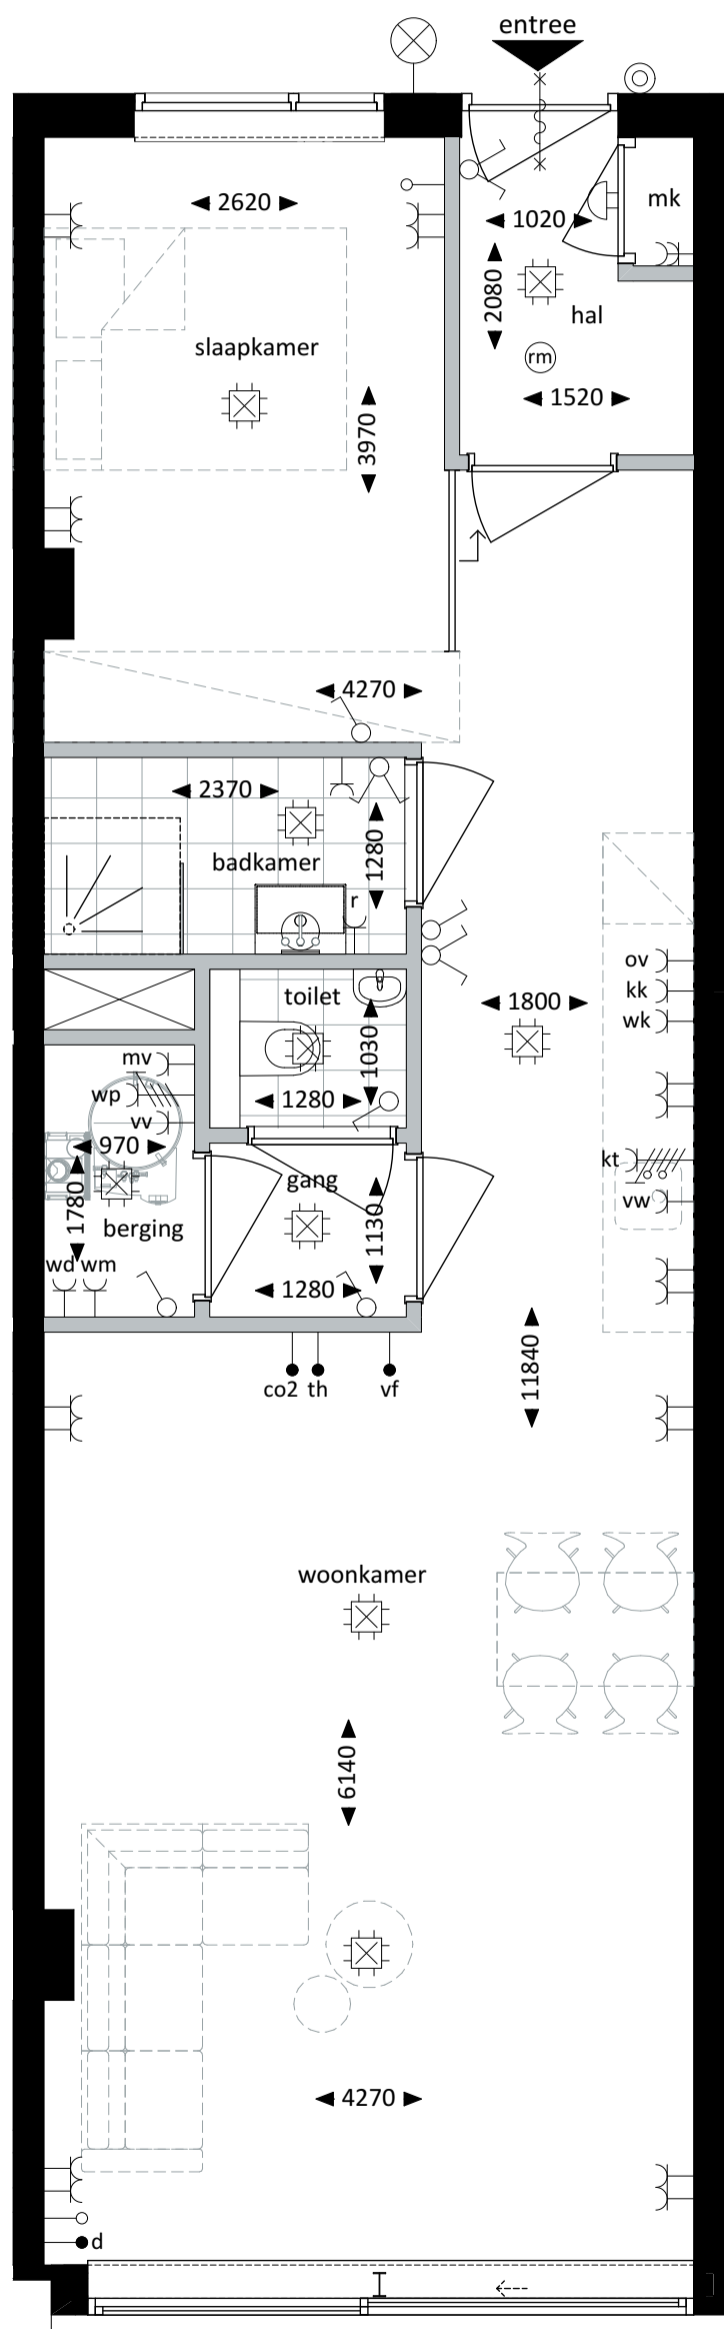 entree
2620
1020
mk
2080
hal
slaapkamer
rm
3970
1520
4270
2370
1280
badkamer
r
ov
toilet
kk
1800
wk
1030
mv
wp
1280
vv
970
kt
gang
vw
1780
berging
1130
wd wm
1280
11840
co2 th
vf
woonkamer
6140
4270
d